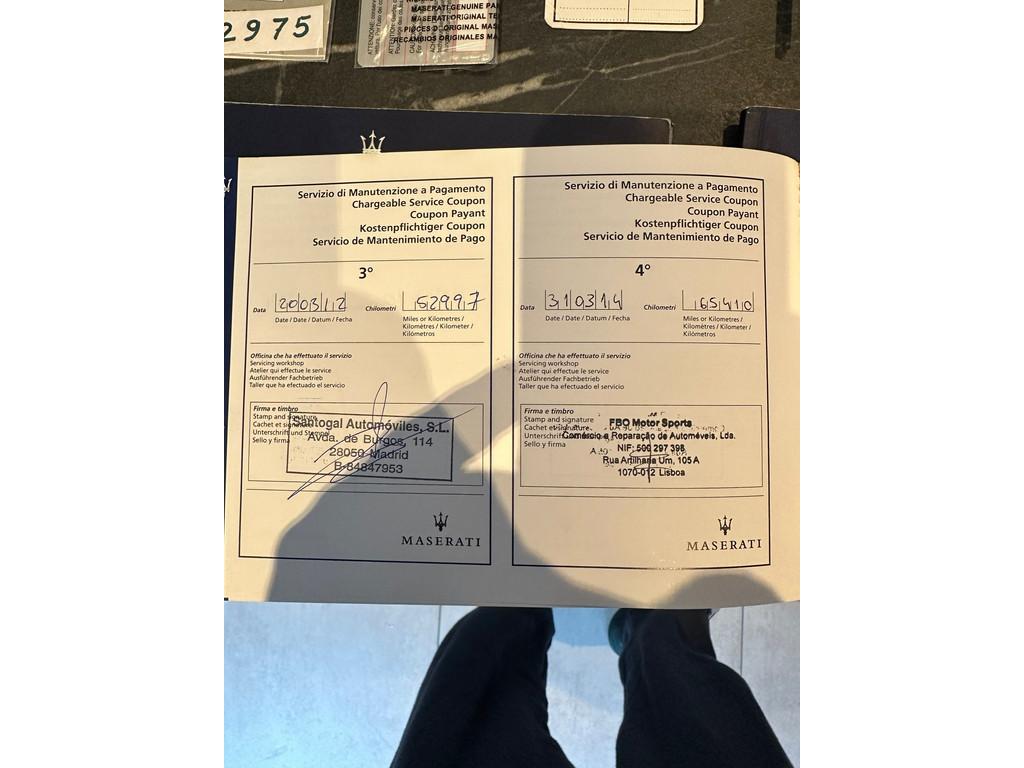 2975
MASERATI GENUINE PA
MASERATI ORIGINAL TE
PIÈCES D'ORIGINAL MAS
RECAMBIOS ORIGINALES MA
Servizio di Manutenzione a Pagamento
Chargeable Service Coupon
Coupon Payant
Kostenpflichtiger Coupon
Servicio de Mantenimiento de Pago
3°
Data 200312 Chilometri 52997
Date / Date / Datum / Fecha
Miles or Kilometres /
Kilomètres / Kilometer /
Kilómetros
Officina che ha effettuato il servizio
Servicing workshop
Atelier qui effectue le service
Ausführender Fachbetrieb
Taller que ha efectuado el servicio
Firma e timbro
Stamp and signature
Cachet et signature
Unterschrift und Stempel
Sello y firma
Santogal Automóviles, S.L.
Avda. de Burgos, 114
28050 Madrid
B-84847953
MASERATI
Servizio di Manutenzione a Pagamento
Chargeable Service Coupon
Coupon Payant
Kostenpflichtiger Coupon
Servicio de Mantenimiento de Pago
4°
Data 310314 Chilometri 65410
Date / Date / Datum / Fecha
Miles or Kilometres /
Kilomètres / Kilometer /
Kilómetros
Officina che ha effettuato il servizio
Servicing workshop
Atelier qui effectue le service
Ausführender Fachbetrieb
Taller que ha efectuado el servicio
Firma e timbro
Stamp and signature
Cachet et signature
Sello y firma
FBO Motor Sports
Comércio e Reparação de Automóveis, Lda.
NIF: 509 297 398
Rua Artilharia Um, 105 A
1070-012 Lisboa
MASERATI